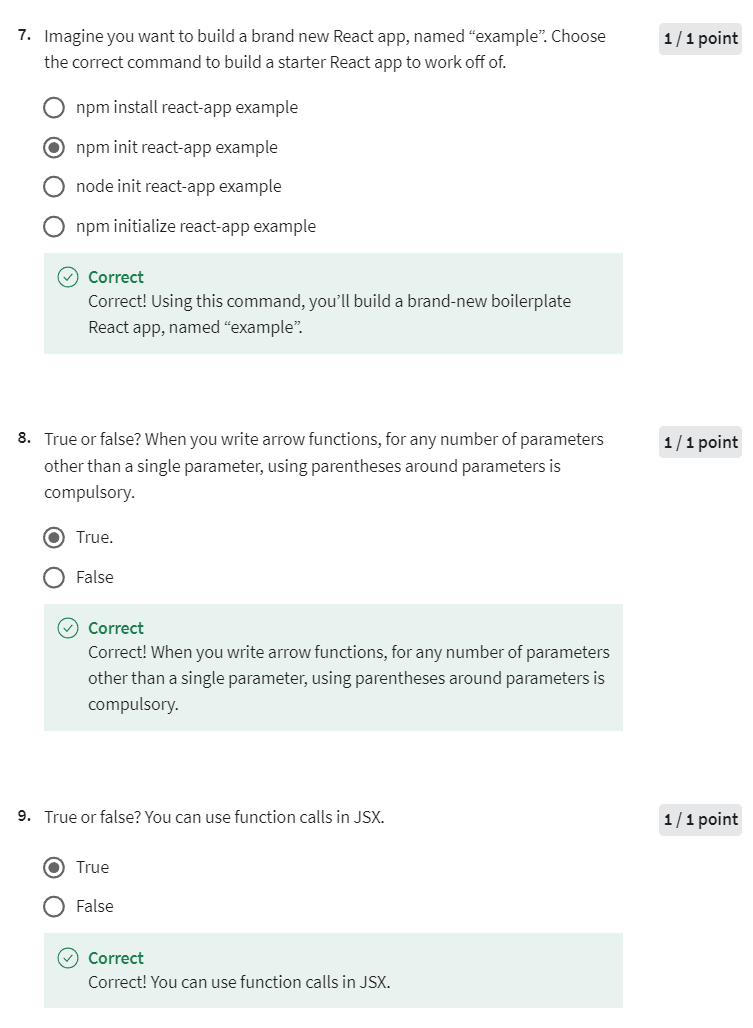 7. Imagine you want to build a brand new React app, named “example”. Choose
1 / 1 point
the correct command to build a starter React app to work off of.
npm install react-app example
npm init react-app example
node init react-app example
npm initialize react-app example
Correct
Correct! Using this command, you’ll build a brand-new boilerplate
React app, named “example”.
8. True or false? When you write arrow functions, for any number of parameters
1 / 1 point
other than a single parameter, using parentheses around parameters is
compulsory.
True.
False
Correct
Correct! When you write arrow functions, for any number of parameters
other than a single parameter, using parentheses around parameters is
compulsory.
9. True or false? You can use function calls in JSX.
1 / 1 point
True
False
Correct
Correct! You can use function calls in JSX.